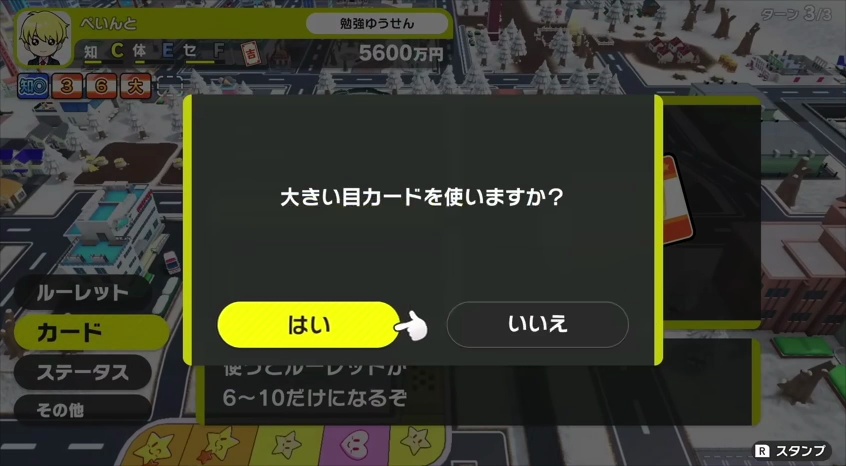 ぺいんと
勉強ゆうせん
ターン 3/3
知 C 体 E セ F 吉
5600万円
3 6 大
大きい目カードを使いますか?
はい
いいえ
ルーレット
カード
ステータス
その他
使うとルーレットが
6〜10だけになるぞ
R スタンプ